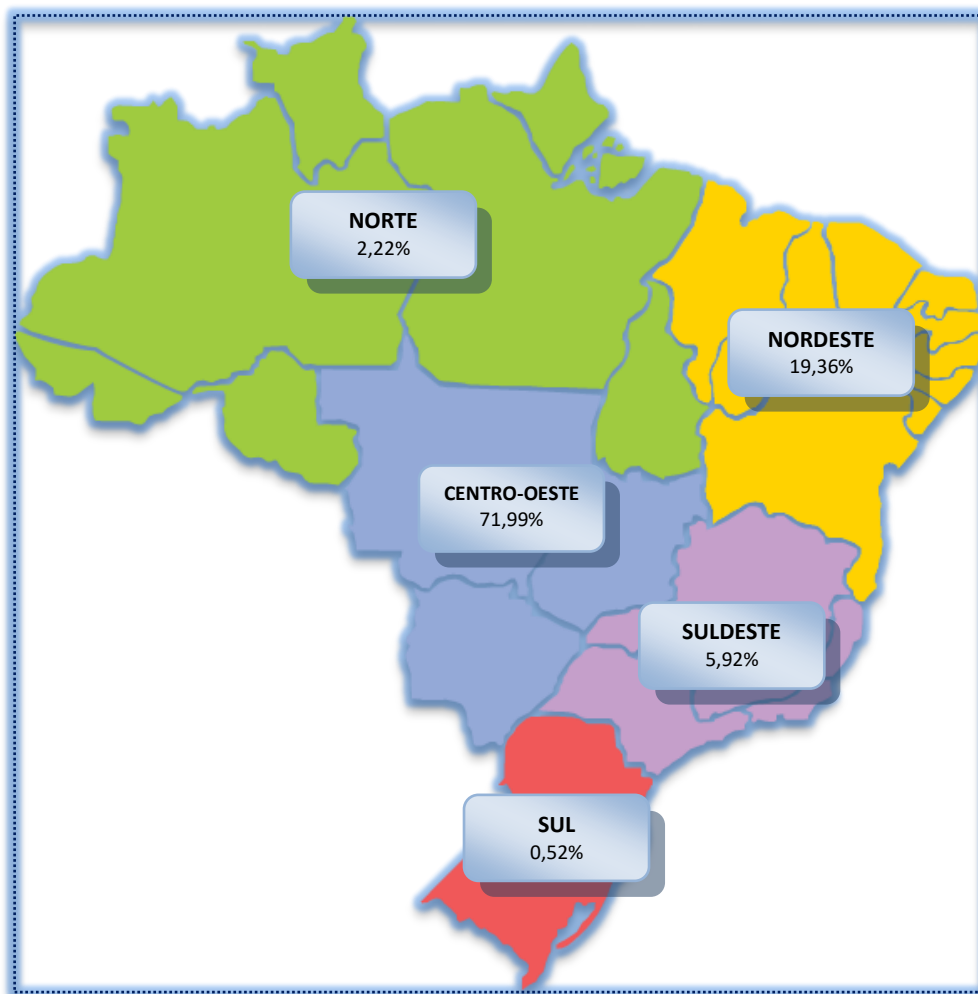 NORTE
2,22%
NORDESTE
19,36%
CENTRO-OESTE
71,99%
SULDESTE
5,92%
SUL
0,52%